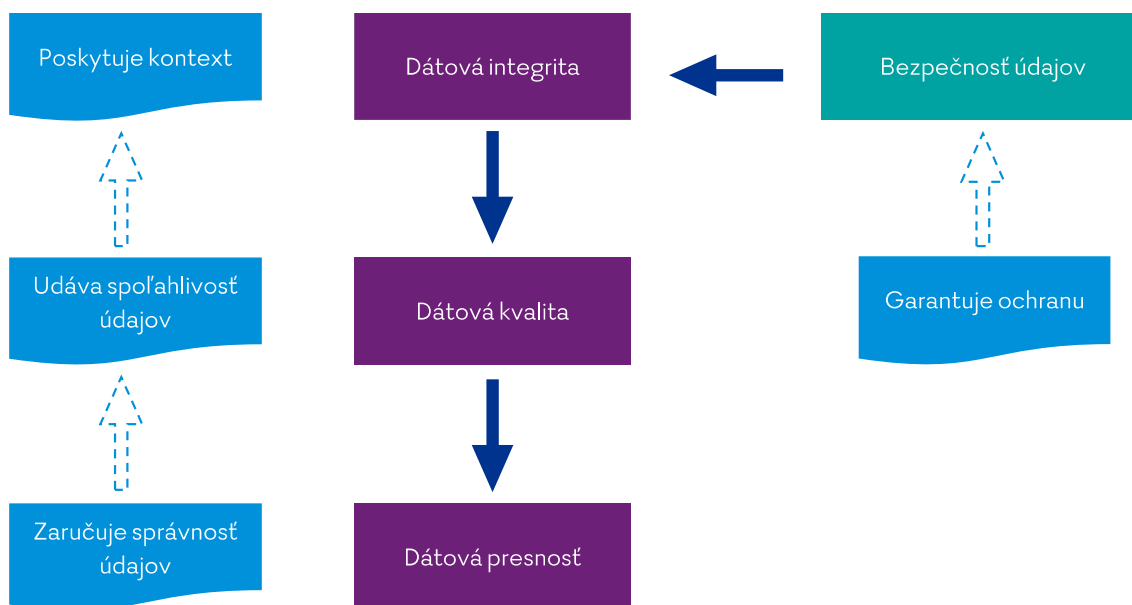 Poskytuje kontext
Dátová integrita
Bezpečnosť údajov
Udáva spoľahlivosť
údajov
Dátová kvalita
Garantuje ochranu
Zaručuje správnosť
údajov
Dátová presnosť